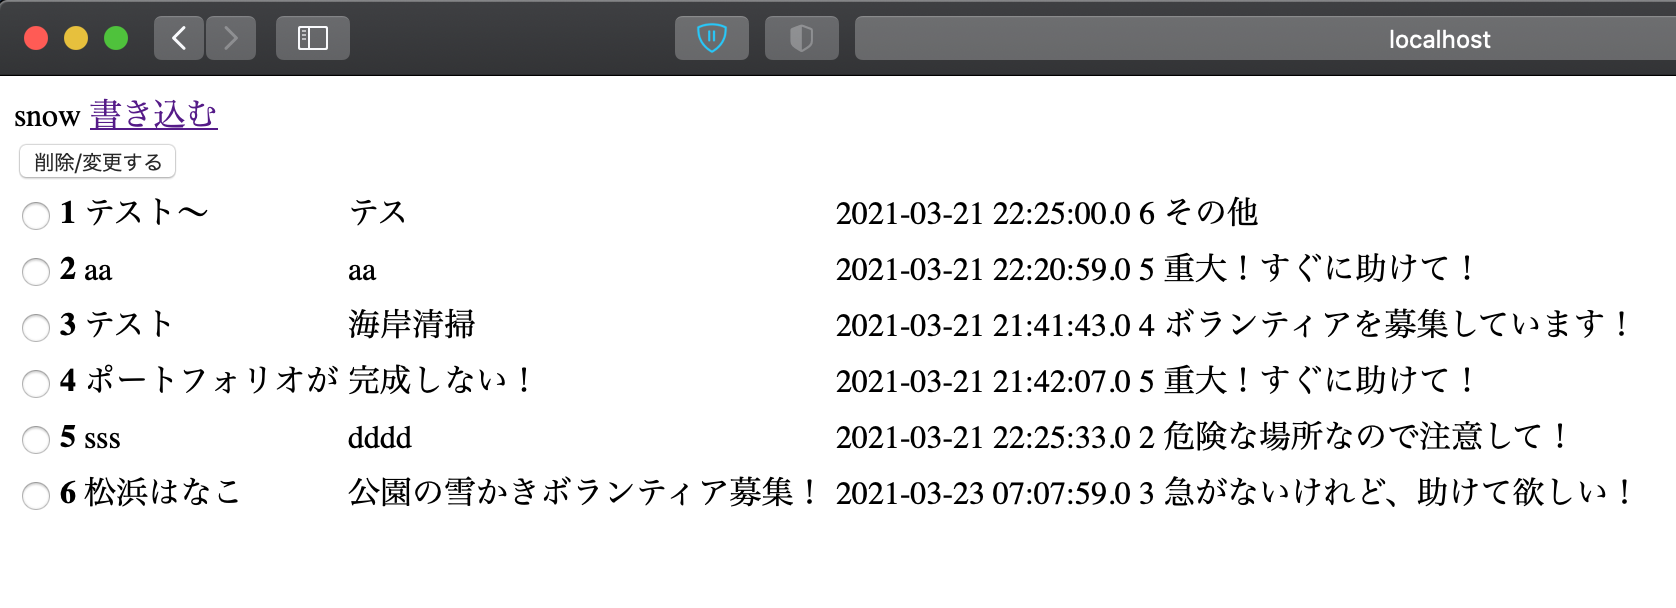 localhost
snow 書き込む
削除/変更する
1 テスト〜 テス 2021-03-21 22:25:00.0 6 その他
2 aa aa 2021-03-21 22:20:59.0 5 重大！すぐに助けて！
3 テスト 海岸清掃 2021-03-21 21:41:43.0 4 ボランティアを募集しています！
4 ポートフォリオが 完成しない！ 2021-03-21 21:42:07.0 5 重大！すぐに助けて！
5 sss dddd 2021-03-21 22:25:33.0 2 危険な場所なので注意して！
6 松浜はなこ 公園の雪かきボランティア募集！ 2021-03-23 07:07:59.0 3 急がないけれど、助けて欲しい！